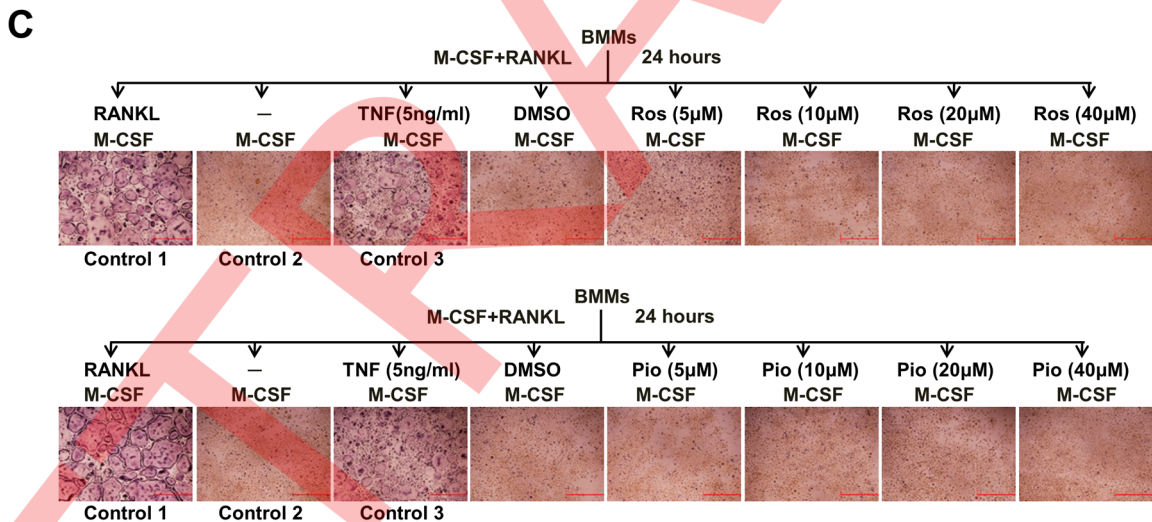 C
BMMs
M-CSF+RANKL 24 hours
RANKL — TNF(5ng/ml) DMSO Ros (5μM) Ros (10μM) Ros (20μM) Ros (40μM)
M-CSF M-CSF M-CSF M-CSF M-CSF M-CSF M-CSF M-CSF
Control 1 Control 2 Control 3
BMMs
M-CSF+RANKL 24 hours
RANKL — TNF (5ng/ml) DMSO Pio (5μM) Pio (10μM) Pio (20μM) Pio (40μM)
M-CSF M-CSF M-CSF M-CSF M-CSF M-CSF M-CSF M-CSF
Control 1 Control 2 Control 3